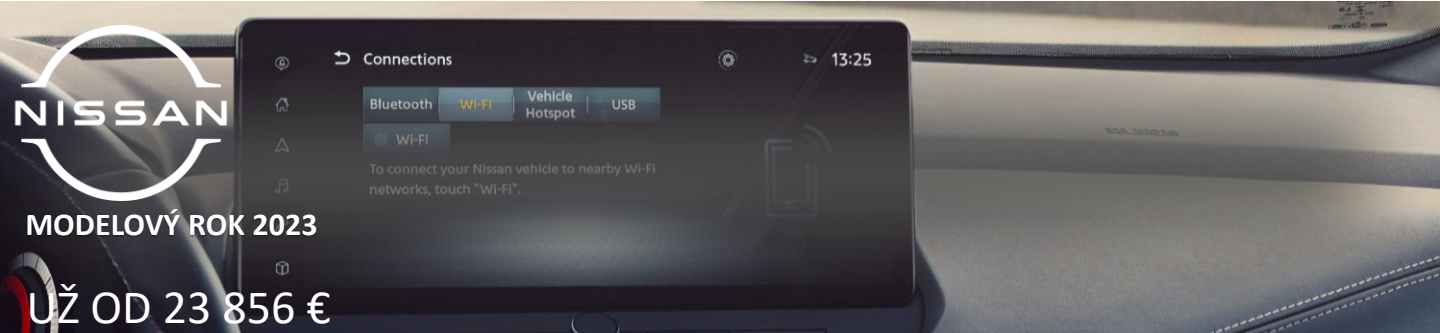 Connections
13:25
Bluetooth
Wi-Fi
Vehicle
Hotspot
USB
Wi-Fi
To connect your Nissan vehicle to nearby Wi-Fi
networks, touch "Wi-Fi".
NISSAN
MODELOVÝ ROK 2023
UŽ OD 23 856 €